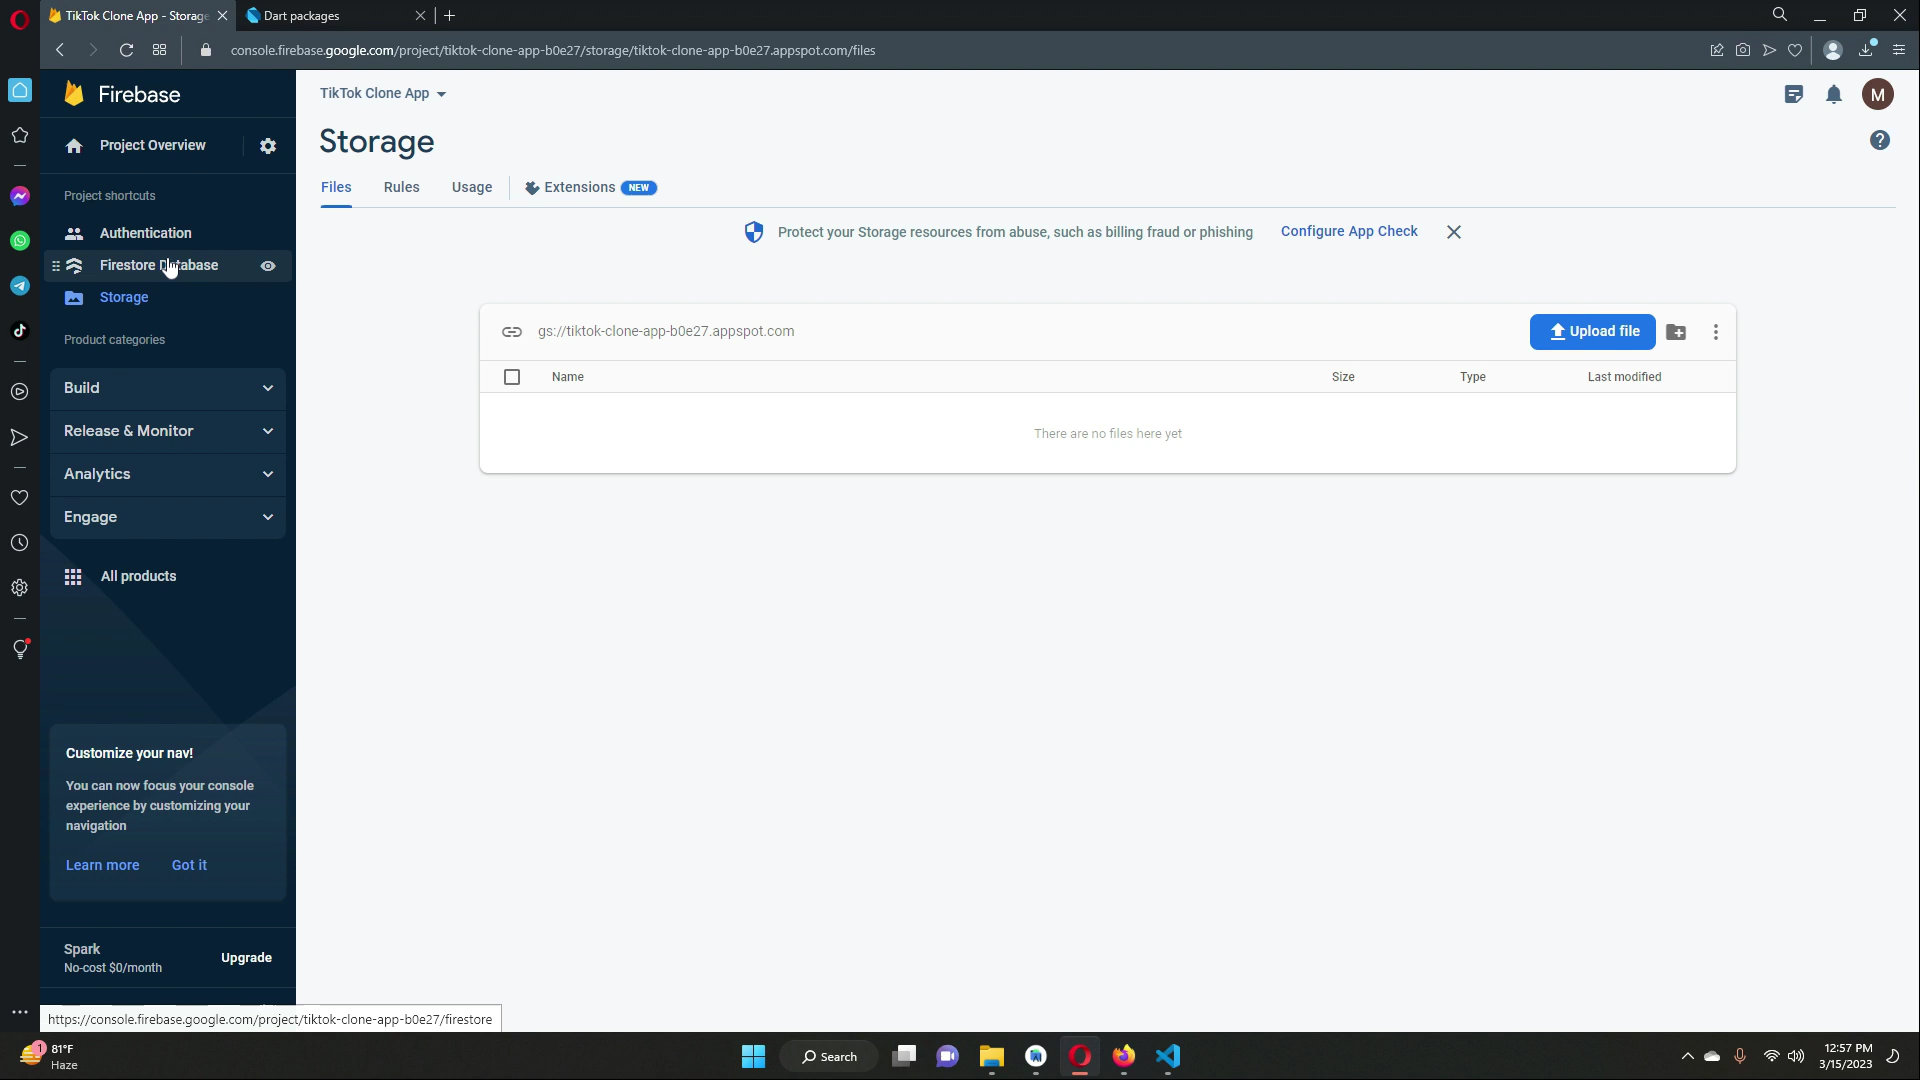 TikTok Clone App - Storage
Dart packages
console.firebase.google.com/project/tiktok-clone-app-b0e27/storage/tiktok-clone-app-b0e27.appspot.com/files
Firebase
TikTok Clone App
M
Project Overview
Storage
Files
Rules
Usage
Extensions
NEW
Project shortcuts
Authentication
Protect your Storage resources from abuse, such as billing fraud or phishing
Configure App Check
Firestore Database
Storage
gs://tiktok-clone-app-b0e27.appspot.com
Upload file
Product categories
Name
Size
Type
Last modified
Build
There are no files here yet
Release & Monitor
Analytics
Engage
All products
Customize your nav!
You can now focus your console
experience by customizing your
navigation
Learn more
Got it
Spark
No-cost $0/month
Upgrade
https://console.firebase.google.com/project/tiktok-clone-app-b0e27/firestore
1
81°F
Haze
Search
12:57 PM
3/15/2023